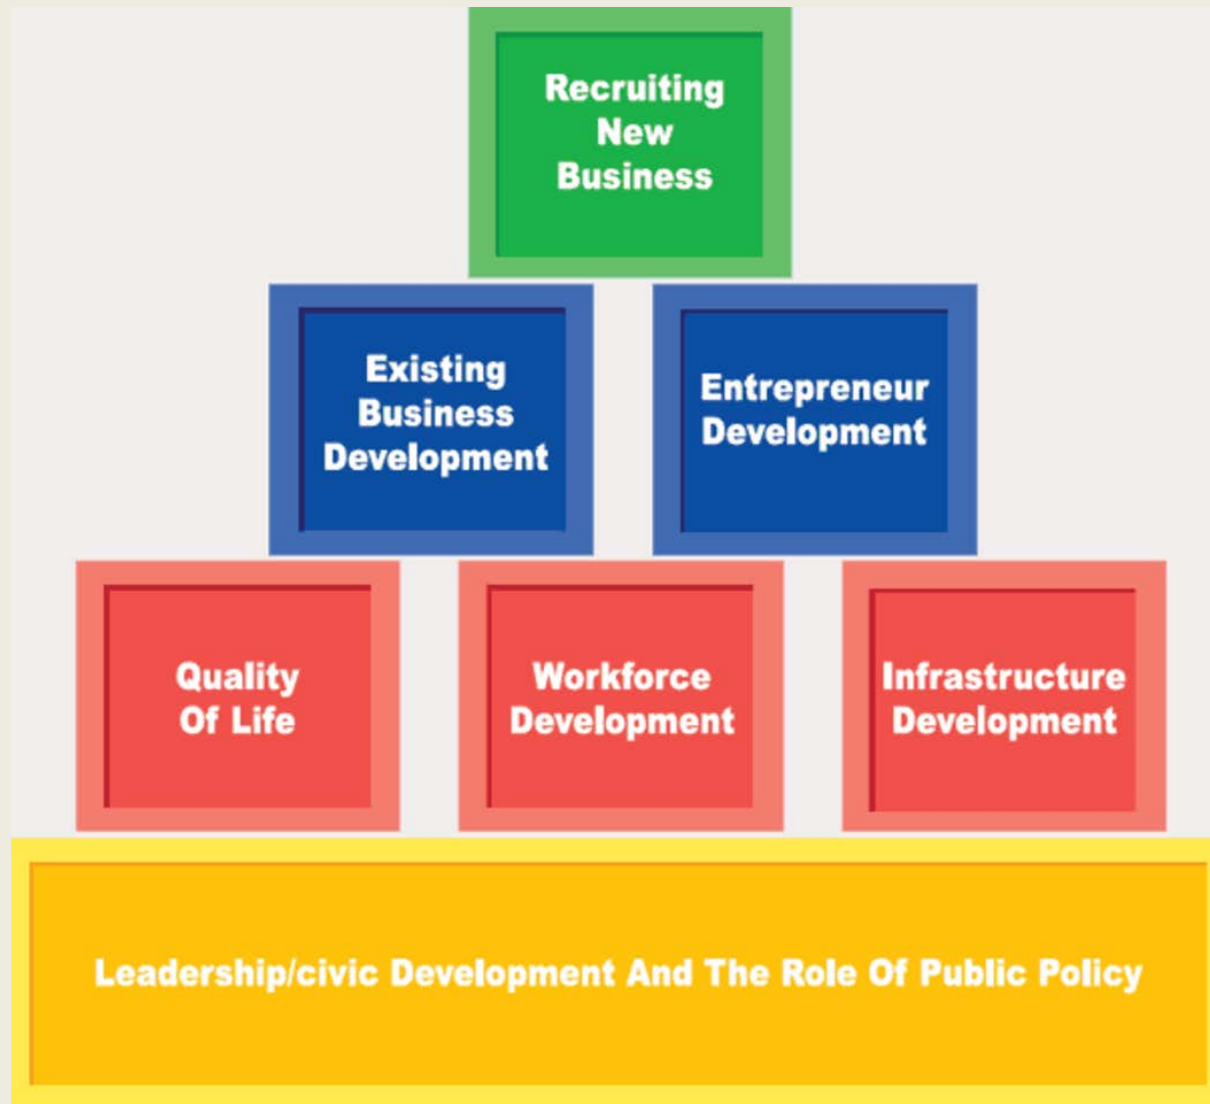 Recruiting
New
Business
Existing
Business
Development
Entrepreneur
Development
Quality
Of Life
Workforce
Development
Infrastructure
Development
Leadership/civic Development And The Role Of Public Policy